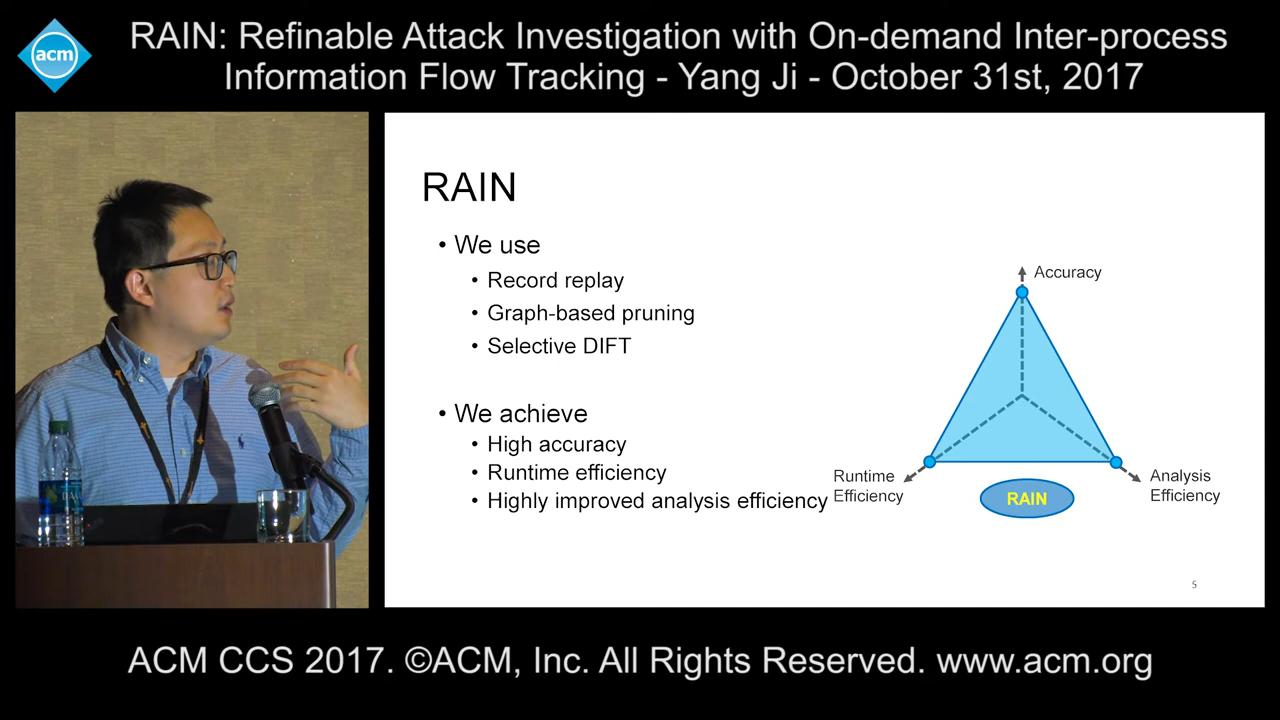 acm
RAIN: Refinable Attack Investigation with On-demand Inter-process
Information Flow Tracking - Yang Ji - October 31st, 2017
RAIN
• We use
• Record replay
• Graph-based pruning
• Selective DIFT
• We achieve
• High accuracy
• Runtime efficiency
• Highly improved analysis efficiency
Accuracy
Runtime
Efficiency
Analysis
Efficiency
RAIN
5
ACM CCS 2017. ©ACM, Inc. All Rights Reserved. www.acm.org